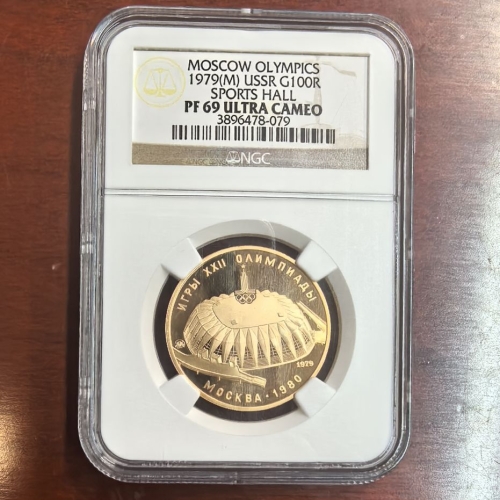 MOSCOW OLYMPICS
1979(M) USSR G100R
SPORTS HALL
PF 69 ULTRA CAMEO
3896478-079
NGC
ИГРЫ XXII ОЛИМПИАДЫ
1979
МОСКВА · 1980